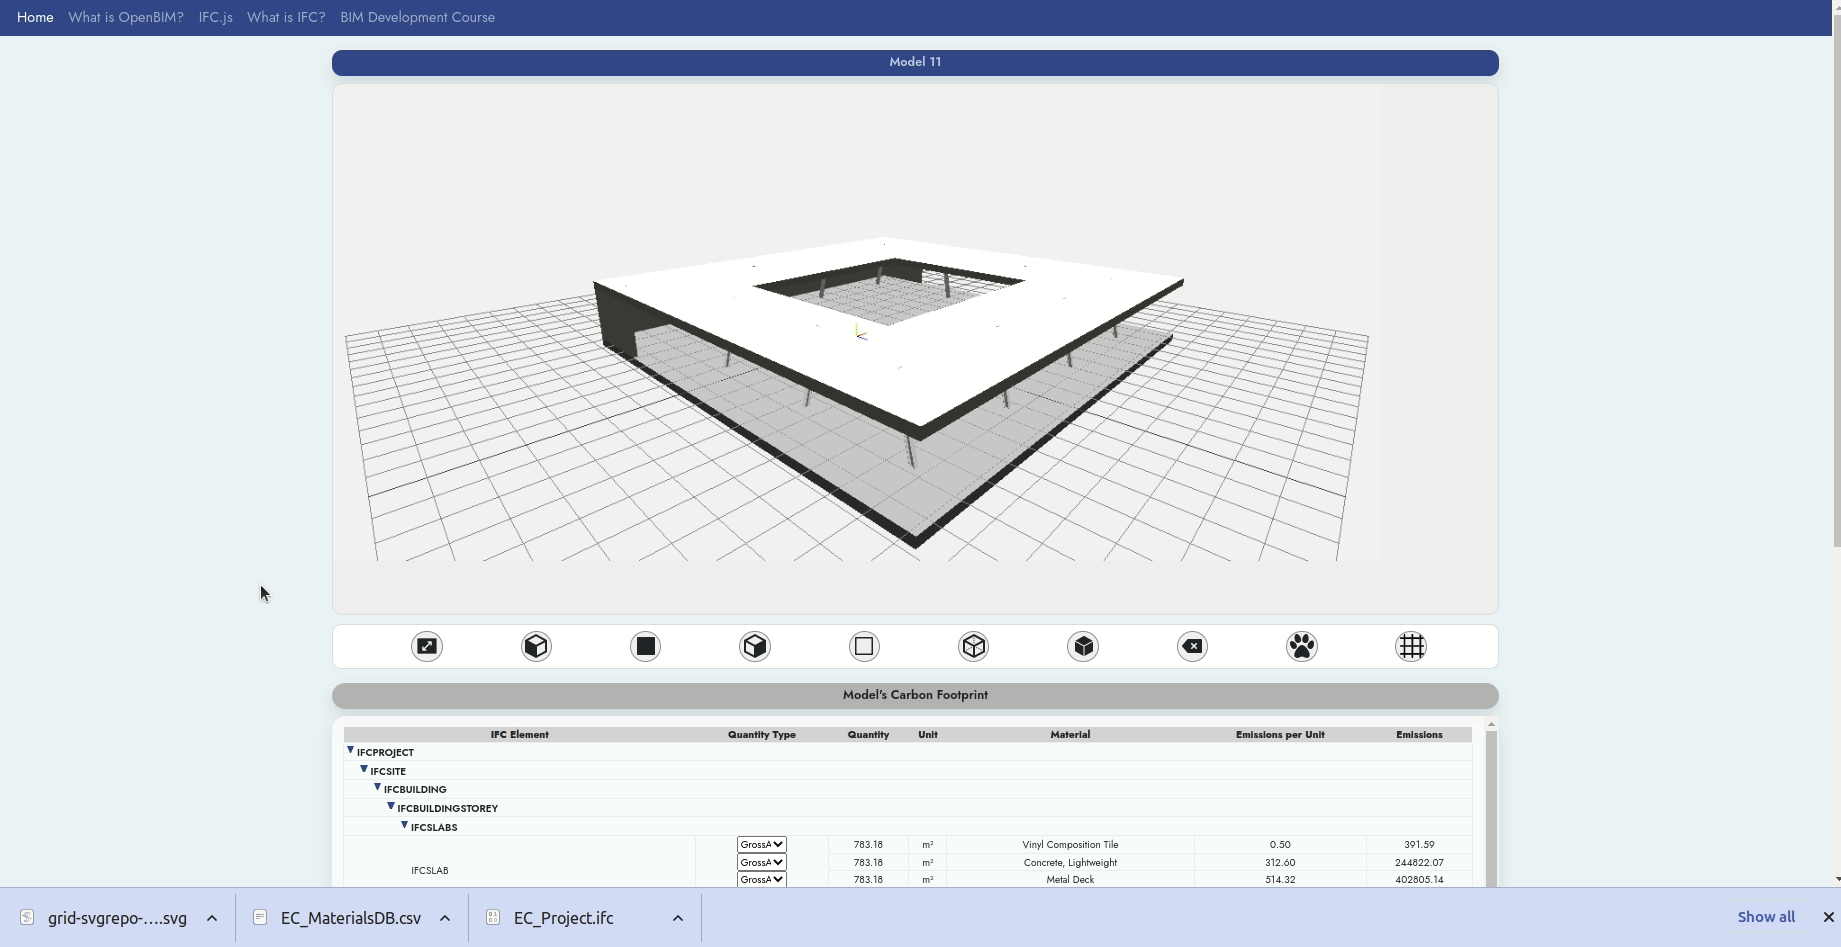 Home What is OpenBIM? IFC.js What is IFC? BIM Development Course
Model 11
Model's Carbon Footprint
IFC Element Quantity Type Quantity Unit Material Emissions per Unit Emissions
IFCPROJECT
IFCSITE
IFCBUILDING
IFCBUILDINGSTOREY
IFCSLABS
GrossA 783.18 m² Vinyl Composition Tile 0.50 391.59
GrossA 783.18 m² Concrete, Lightweight 312.60 244822.07
IFCSLAB
GrossA 783.18 m² Metal Deck 514.32 402805.14
grid-svgrepo-....svg EC_MaterialsDB.csv EC_Project.ifc Show all